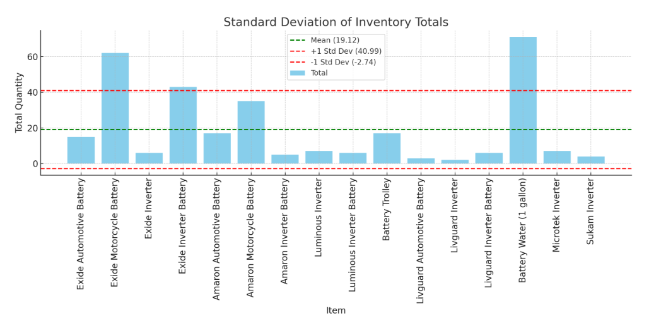 Standard Deviation of Inventory Totals
Mean (19.12)
+1 Std Dev (40.99)
-1 Std Dev (-2.74)
Total
Total Quantity
60
40
20
0
Exide Automotive Battery
Exide Motorcycle Battery
Exide Inverter
Exide Inverter Battery
Amaron Automotive Battery
Amaron Motorcycle Battery
Amaron Inverter Battery
Luminous Inverter
Luminous Inverter Battery
Battery Trolley
Livguard Automotive Battery
Livguard Inverter
Livguard Inverter Battery
Battery Water (1 gallon)
Microtek Inverter
Sukam Inverter
Item